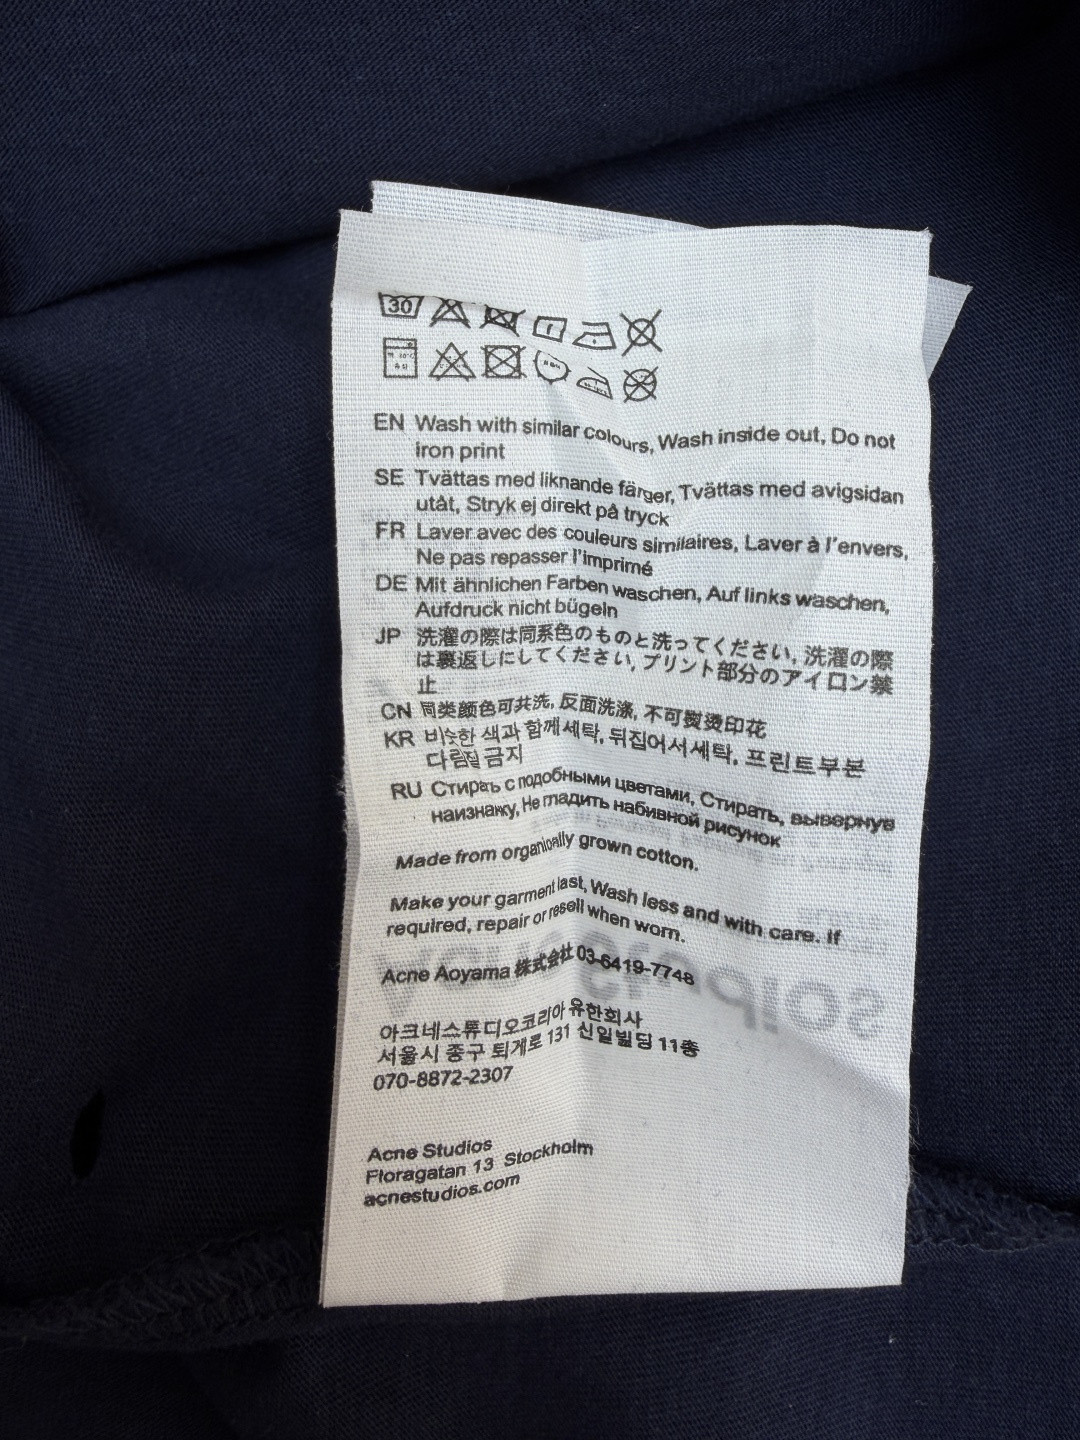 30
EN Wash with similar colours, Wash inside out, Do not
iron print
SE Tvättas med liknande färger, Tvättas med avigsidan
utåt, Stryk ej direkt på tryck
FR Laver avec des couleurs similaires, Laver à l'envers,
Ne pas repasser l'imprimé
DE Mit ähnlichen Farben waschen, Auf links waschen,
Aufdruck nicht bügeln
JP 洗濯の際は同系色のものと洗ってください, 洗濯の際
は裏返しにしてください, プリント部分のアイロン禁
止
CN 同类颜色可共洗, 反面洗涤, 不可熨烫印花
KR 비슷한 색과 함께세탁, 뒤집어서세탁, 프린트부본
다림질 금지
RU Стирать с подобными цветами, Стирать, вывернув
наизнанку, Не гладить набивной рисунок
Made from organically grown cotton.
Make your garment last, Wash less and with care. If
required, repair or resell when worn.
Acne Aoyama 株式会社 03-6419-7748
아크네스튜디오코리아 유한회사
서울시 중구 퇴계로 131 신일빌딩 11층
070-8872-2307
Acne Studios
Floragatan 13 Stockholm
acnestudios.com